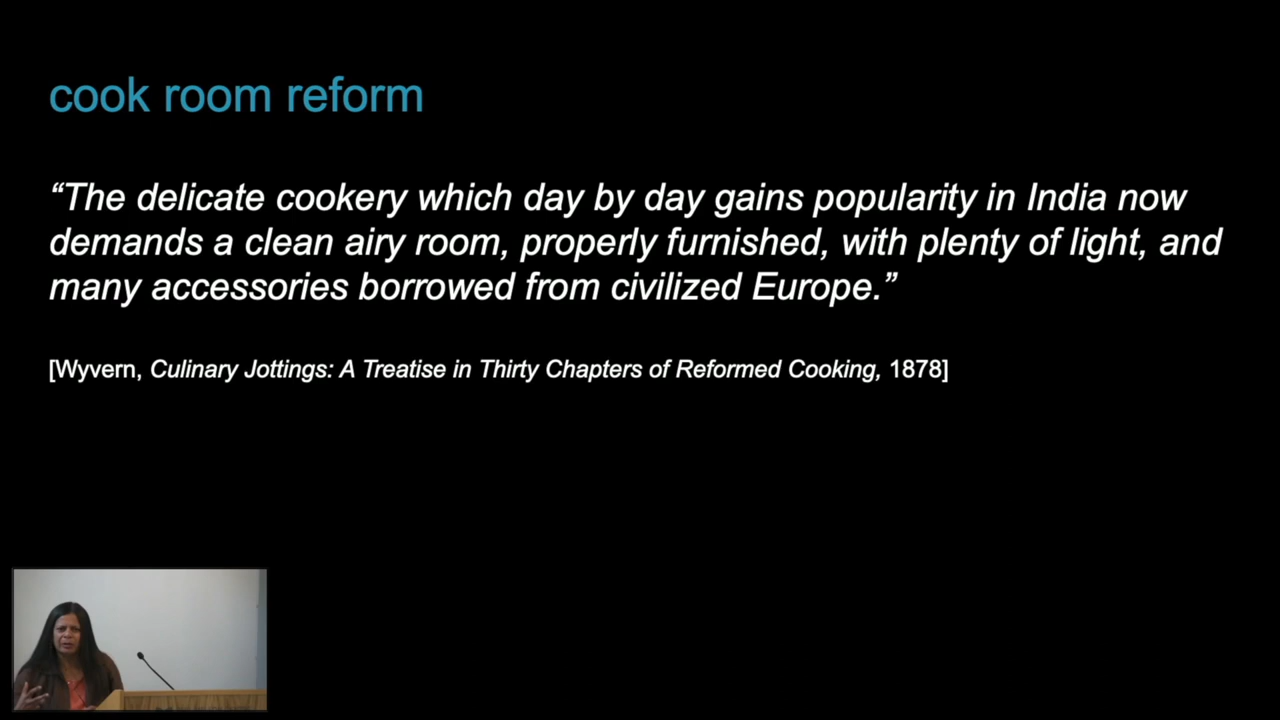 cook room reform
“The delicate cookery which day by day gains popularity in India now
demands a clean airy room, properly furnished, with plenty of light, and
many accessories borrowed from civilized Europe.”
[Wyvern, Culinary Jottings: A Treatise in Thirty Chapters of Reformed Cooking, 1878]